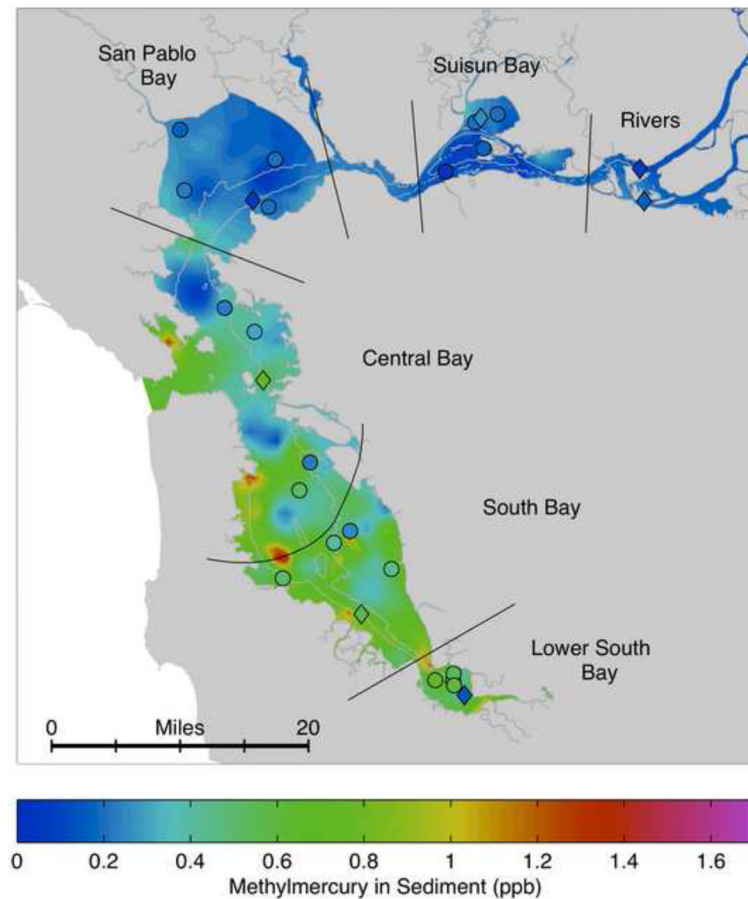 San Pablo
Bay
Suisun Bay
Rivers
Central Bay
South Bay
Lower South
Bay
0 Miles 20
0 0.2 0.4 0.6 0.8 1 1.2 1.4 1.6
Methylmercury in Sediment (ppb)